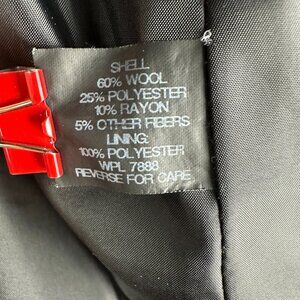 SHELL
60% WOOL
25% POLYESTER
10% RAYON
5% OTHER FIBERS
LINING:
100% POLYESTER
WPL 7888
REVERSE FOR CARE